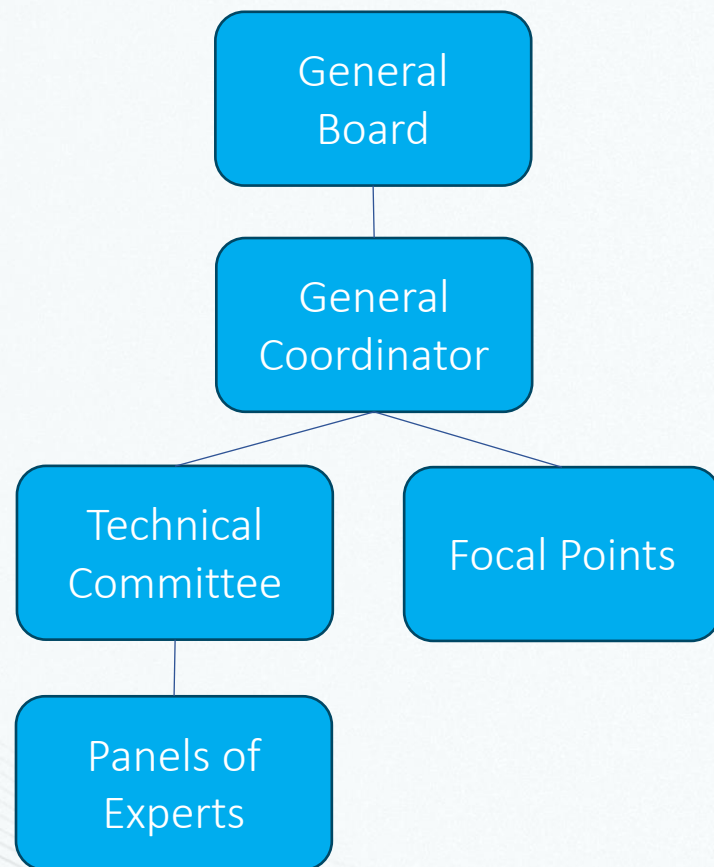 General
Board
General
Coordinator
Technical
Committee
Focal Points
Panels of
Experts